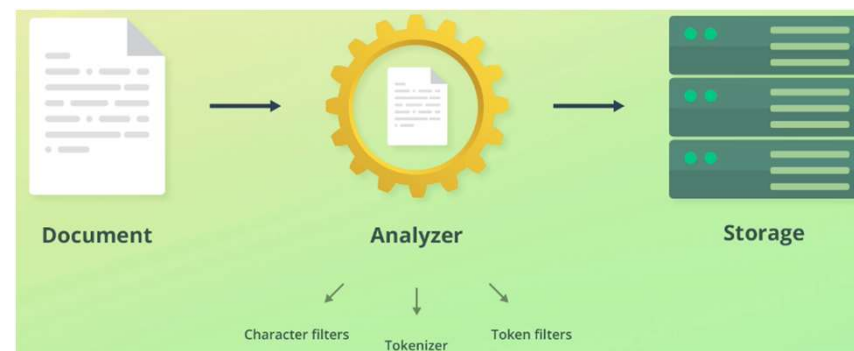 Document
Analyzer
Storage
Character filters
Tokenizer
Token filters